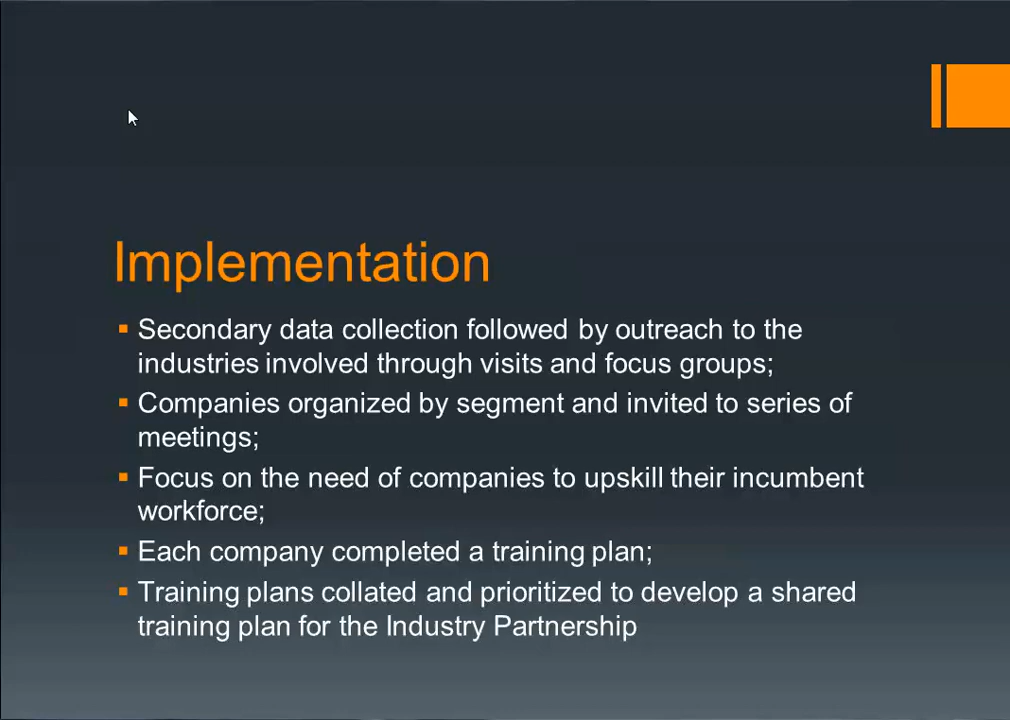 Implementation
▪ Secondary data collection followed by outreach to the
industries involved through visits and focus groups;
▪ Companies organized by segment and invited to series of
meetings;
▪ Focus on the need of companies to upskill their incumbent
workforce;
▪ Each company completed a training plan;
▪ Training plans collated and prioritized to develop a shared
training plan for the Industry Partnership